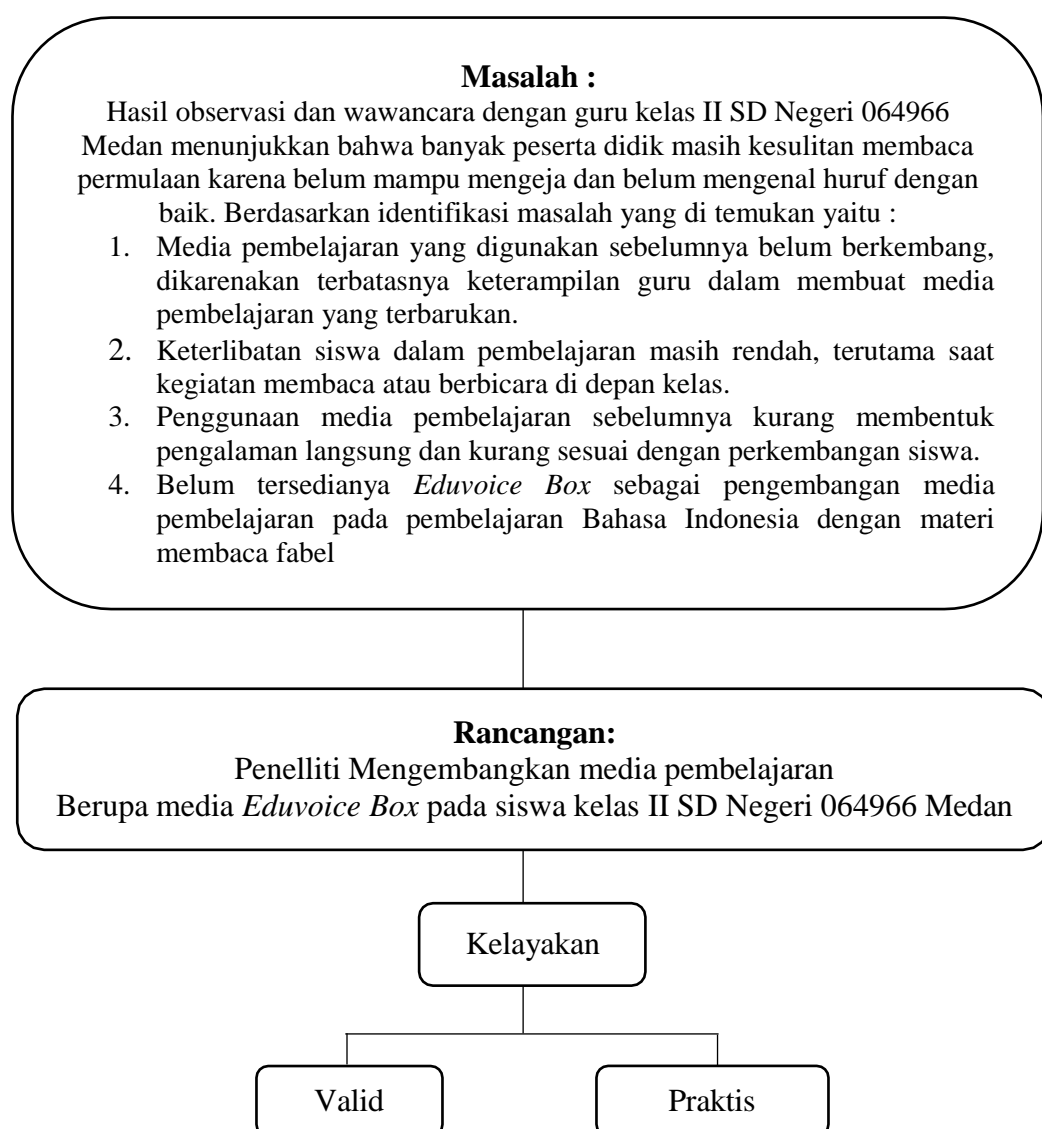 Masalah :
Hasil observasi dan wawancara dengan guru kelas II SD Negeri 064966
Medan menunjukkan bahwa banyak peserta didik masih kesulitan membaca
permulaan karena belum mampu mengeja dan belum mengenal huruf dengan
baik. Berdasarkan identifikasi masalah yang di temukan yaitu :
1. Media pembelajaran yang digunakan sebelumnya belum berkembang,
dikarenakan terbatasnya keterampilan guru dalam membuat media
pembelajaran yang terbarukan.
2. Keterlibatan siswa dalam pembelajaran masih rendah, terutama saat
kegiatan membaca atau berbicara di depan kelas.
3. Penggunaan media pembelajaran sebelumnya kurang membentuk
pengalaman langsung dan kurang sesuai dengan perkembangan siswa.
4. Belum tersedianya Eduvoice Box sebagai pengembangan media
pembelajaran pada pembelajaran Bahasa Indonesia dengan materi
membaca fabel
Rancangan:
Penelliti Mengembangkan media pembelajaran
Berupa media Eduvoice Box pada siswa kelas II SD Negeri 064966 Medan
Kelayakan
Valid
Praktis